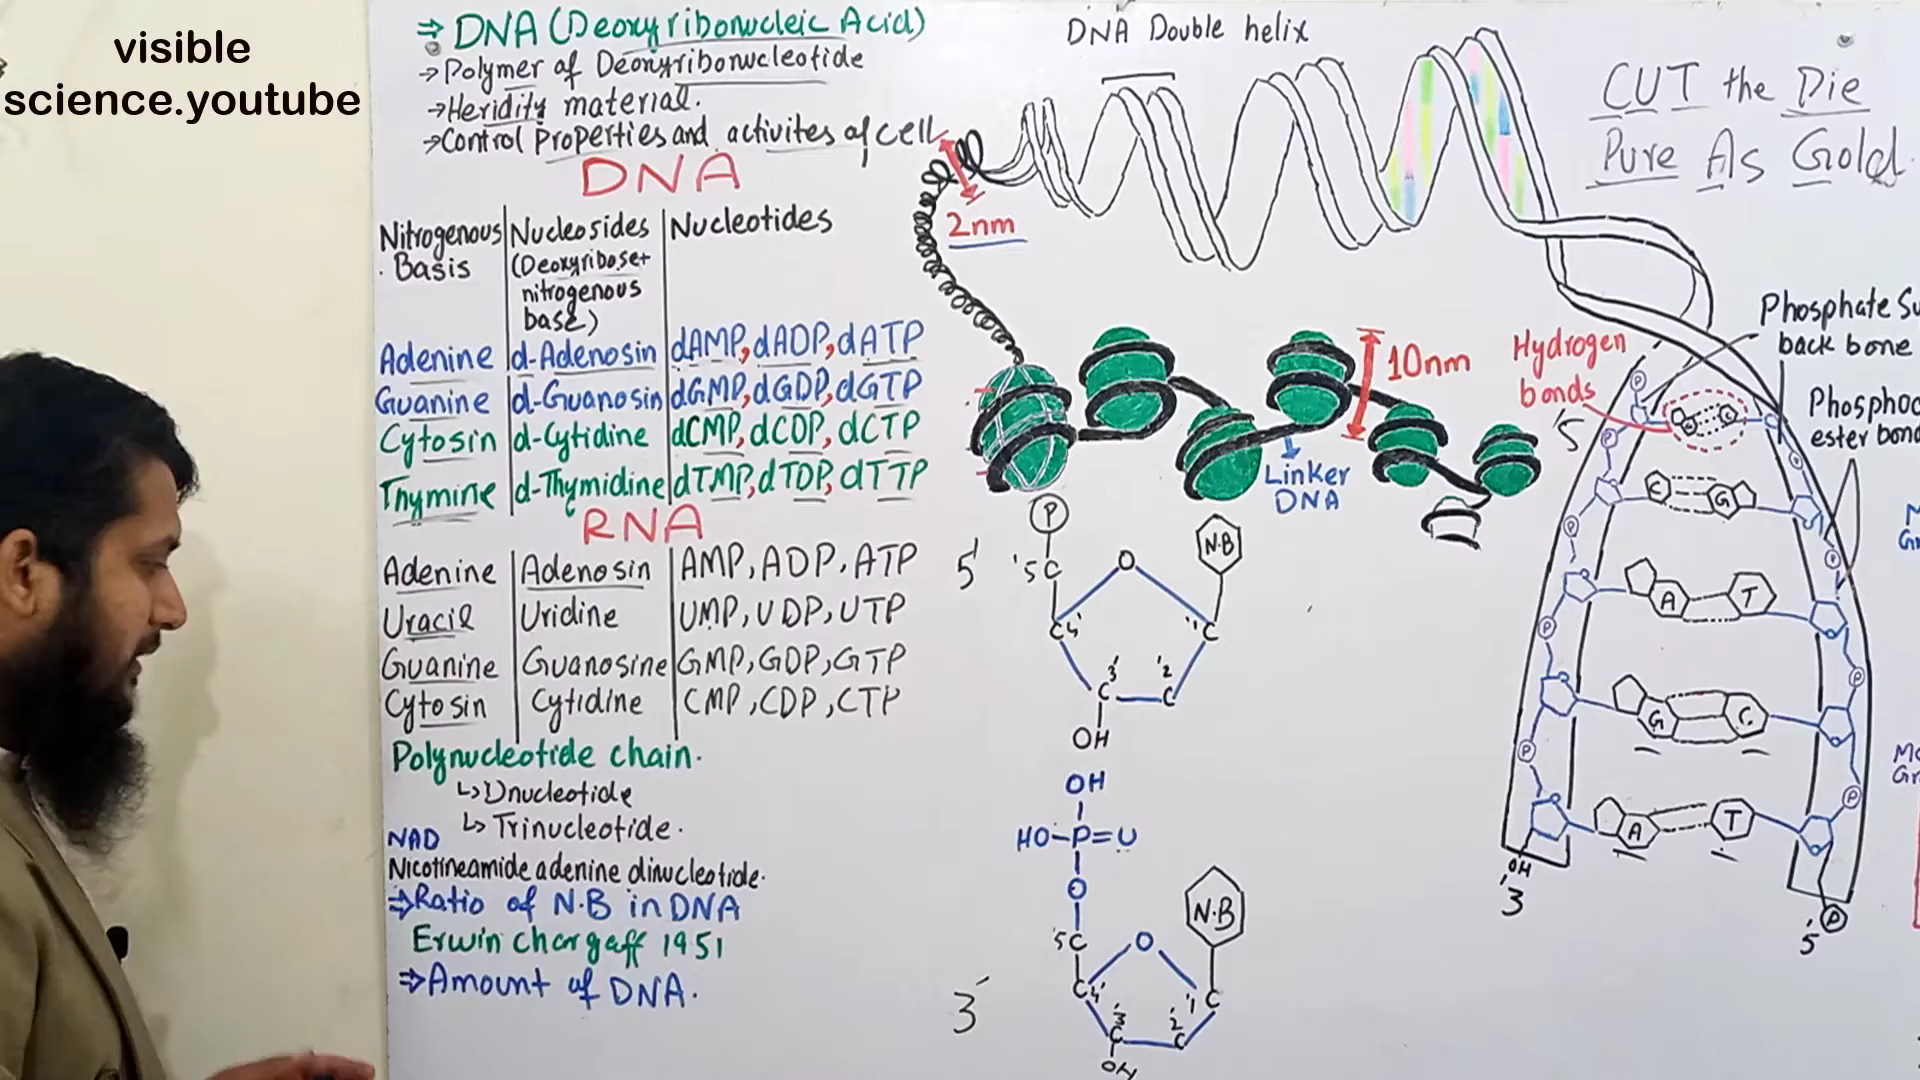 visible
science.youtube
⇒ DNA (Deoxyribonucleic Acid)
→Polymer of Deoxyribonucleotide
→Heridity material.
→Control Properties and activites of cell
DNA
Nitrogenous Basis
Nucleosides (Deoxyribose+ nitrogenous base)
Nucleotides
Adenine d-Adenosin dAMP, dADP, dATP
Guanine d-Guanosin dGMP, dGDP, dGTP
Cytosin d-Cytidine dCMP, dCDP, dCTP
Thymine d-Thymidine dTMP, dTDP, dTTP
RNA
Adenine Adenosin AMP, ADP, ATP
Uracil Uridine UMP, UDP, UTP
Guanine Guanosine GMP, GDP, GTP
Cytosin Cytidine CMP, CDP, CTP
Polynucleotide chain.
↳Dnucleotide
↳Trinucleotide.
NAD
Nicotineamide adenine dinucleotide.
⇒Ratio of N.B in DNA
Erwin chargaff 1951
⇒Amount of DNA.
DNA Double helix
2nm
10nm
Linker
DNA
P
5'
'5C
O
N.B
C4'
'1C
3'
'2
C
C
OH
OH
HO-P=O
O
'5C
O
N.B
C4'
'1
C
'3
'2
C
C
3'
OH
CUT the Die
Pure As Gold.
Phosphate Su
back bone
Hydrogen
bonds
Phosphod
ester bond
'5
P
P
C G
P
P
A T
P
P
G C
P
P
A T
OH
'3
'5
P